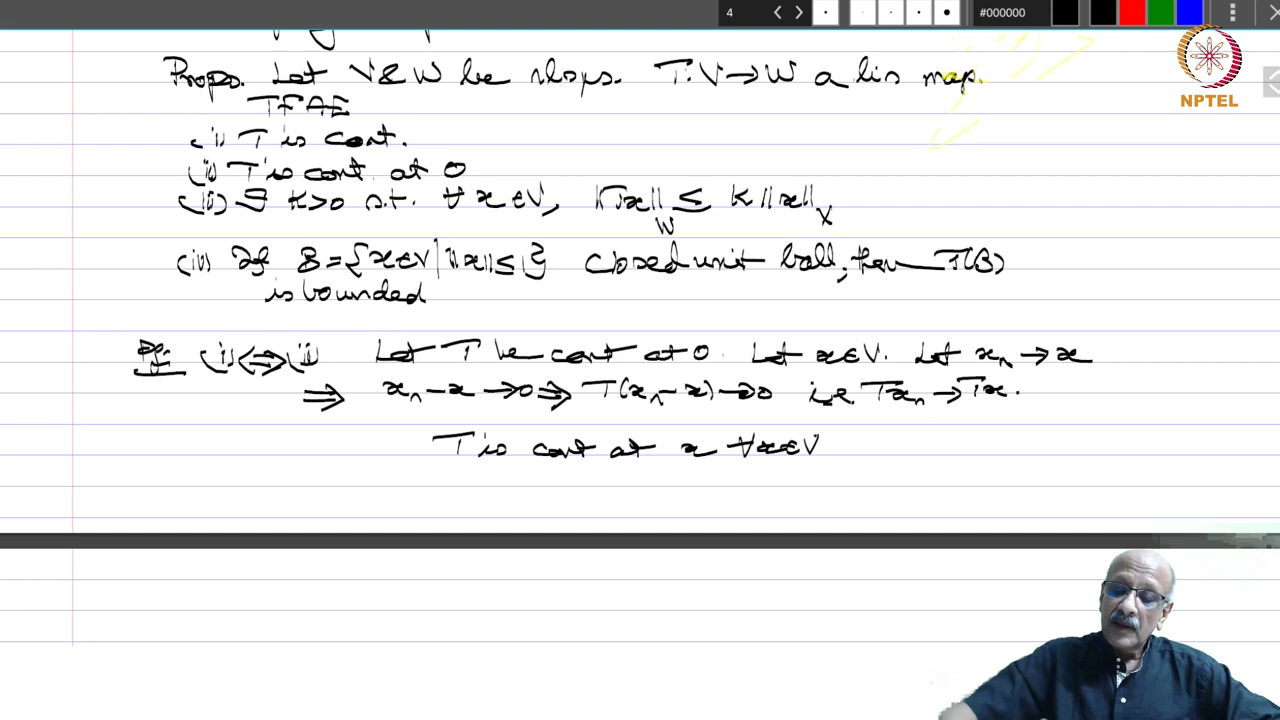 4
#000000
NPTEL
Propn. Let V & W be nlsps. T: V → W a lin map.
TFAE
(i) T is cont.
(ii) T is cont. at 0
(iii) ∃ K>0 s.t. ∀ x∈V, ||Tx||_W ≤ K ||x||_X
(iv) If B = {x∈V | ||x|| ≤ 1} closed unit ball, then T(B)
is bounded
Pf: (i) ⇔ (ii) Let T be cont at 0. Let x∈V. Let xₙ → x
⇒ xₙ - x → 0 ⇒ T(xₙ - x) → 0 i.e. Txₙ → Tx.
T is cont at x ∀x∈V